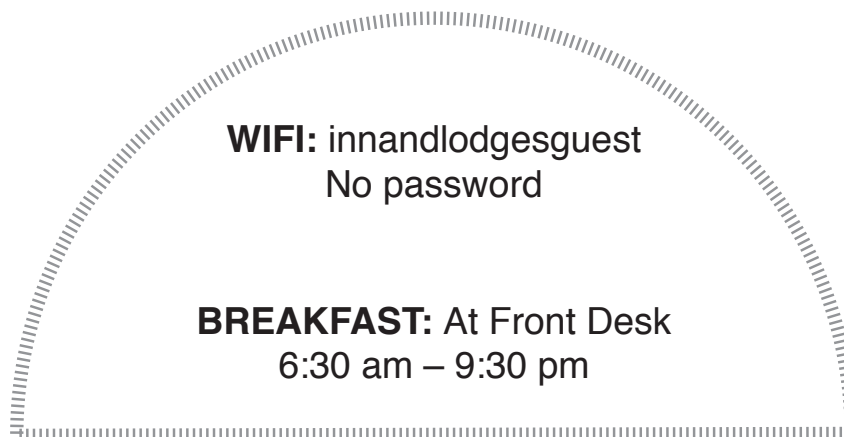 WIFI: innandlodgesguest
No password
BREAKFAST: At Front Desk
6:30 am – 9:30 pm